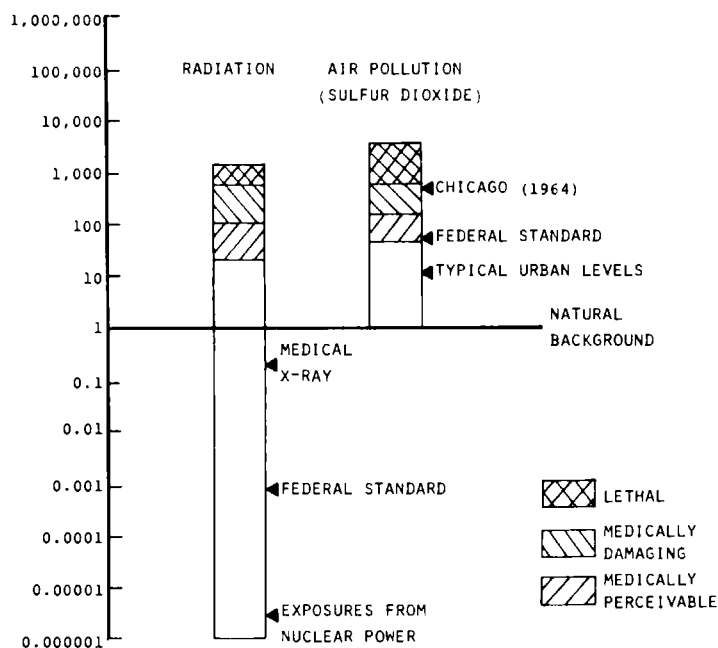 1,000,000
100,000
10,000
1,000
100
10
1
0.1
0.01
0.001
0.0001
0.00001
0.000001
RADIATION
AIR POLLUTION
(SULFUR DIOXIDE)
CHICAGO (1964)
FEDERAL STANDARD
TYPICAL URBAN LEVELS
NATURAL
BACKGROUND
MEDICAL
X-RAY
FEDERAL STANDARD
EXPOSURES FROM
NUCLEAR POWER
LETHAL
MEDICALLY
DAMAGING
MEDICALLY
PERCEIVABLE